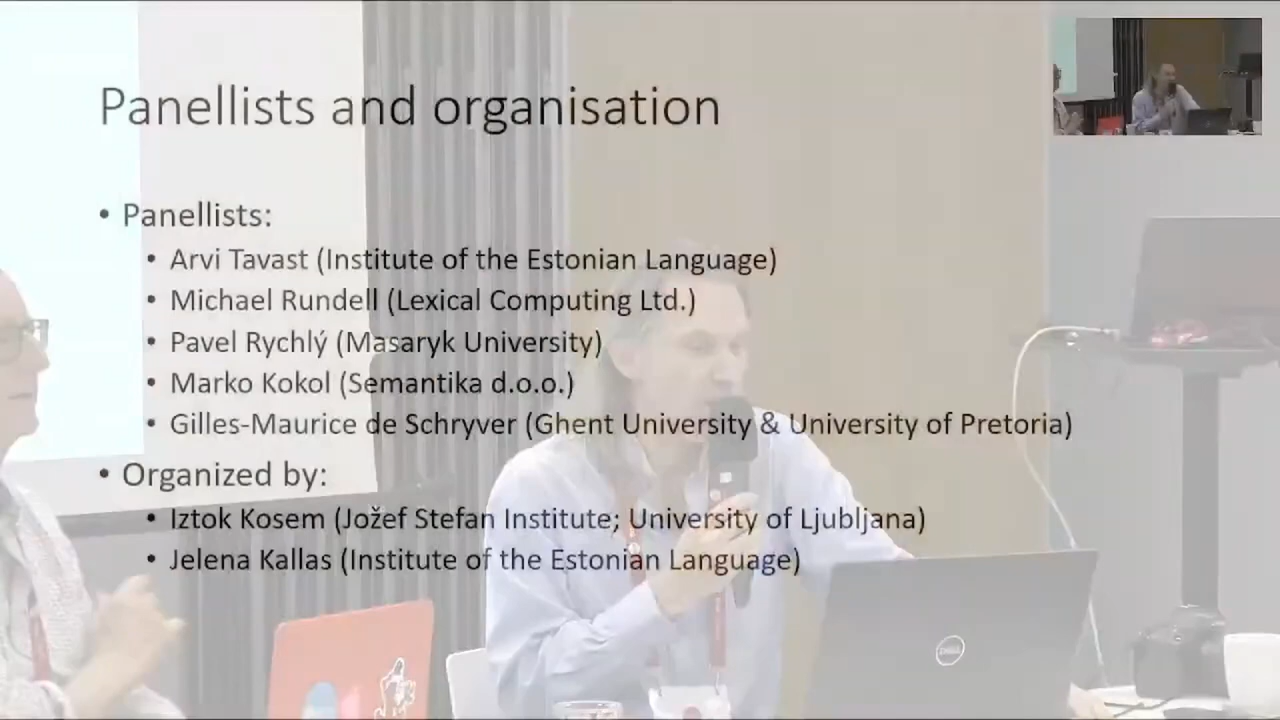 Panellists and organisation
• Panellists:
• Arvi Tavast (Institute of the Estonian Language)
• Michael Rundell (Lexical Computing Ltd.)
• Pavel Rychlý (Masaryk University)
• Marko Kokol (Semantika d.o.o.)
• Gilles-Maurice de Schryver (Ghent University & University of Pretoria)
• Organized by:
• Iztok Kosem (Jožef Stefan Institute; University of Ljubljana)
• Jelena Kallas (Institute of the Estonian Language)
DELL